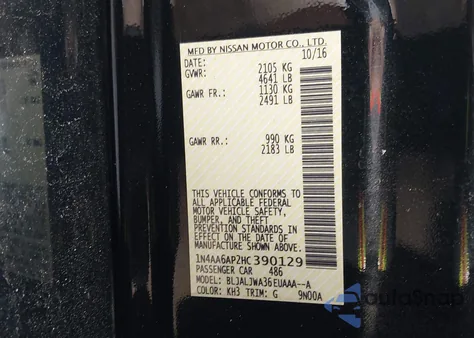 MFD BY NISSAN MOTOR CO., LTD.
DATE: 10/16
GVWR: 2105 KG
4641 LB
GAWR FR.: 1130 KG
2491 LB
GAWR RR.: 990 KG
2183 LB
THIS VEHICLE CONFORMS TO
ALL APPLICABLE FEDERAL
MOTOR VEHICLE SAFETY,
BUMPER, AND THEFT
PREVENTION STANDARDS
IN EFFECT ON THE DATE OF
MANUFACTURE SHOWN ABOVE.
1N4AA6AP2HC390129
PASSENGER CAR 486
MODEL: BLJALJWA36EUAAA--A
COLOR: KH3 TRIM: G 9N00A
autoSnap